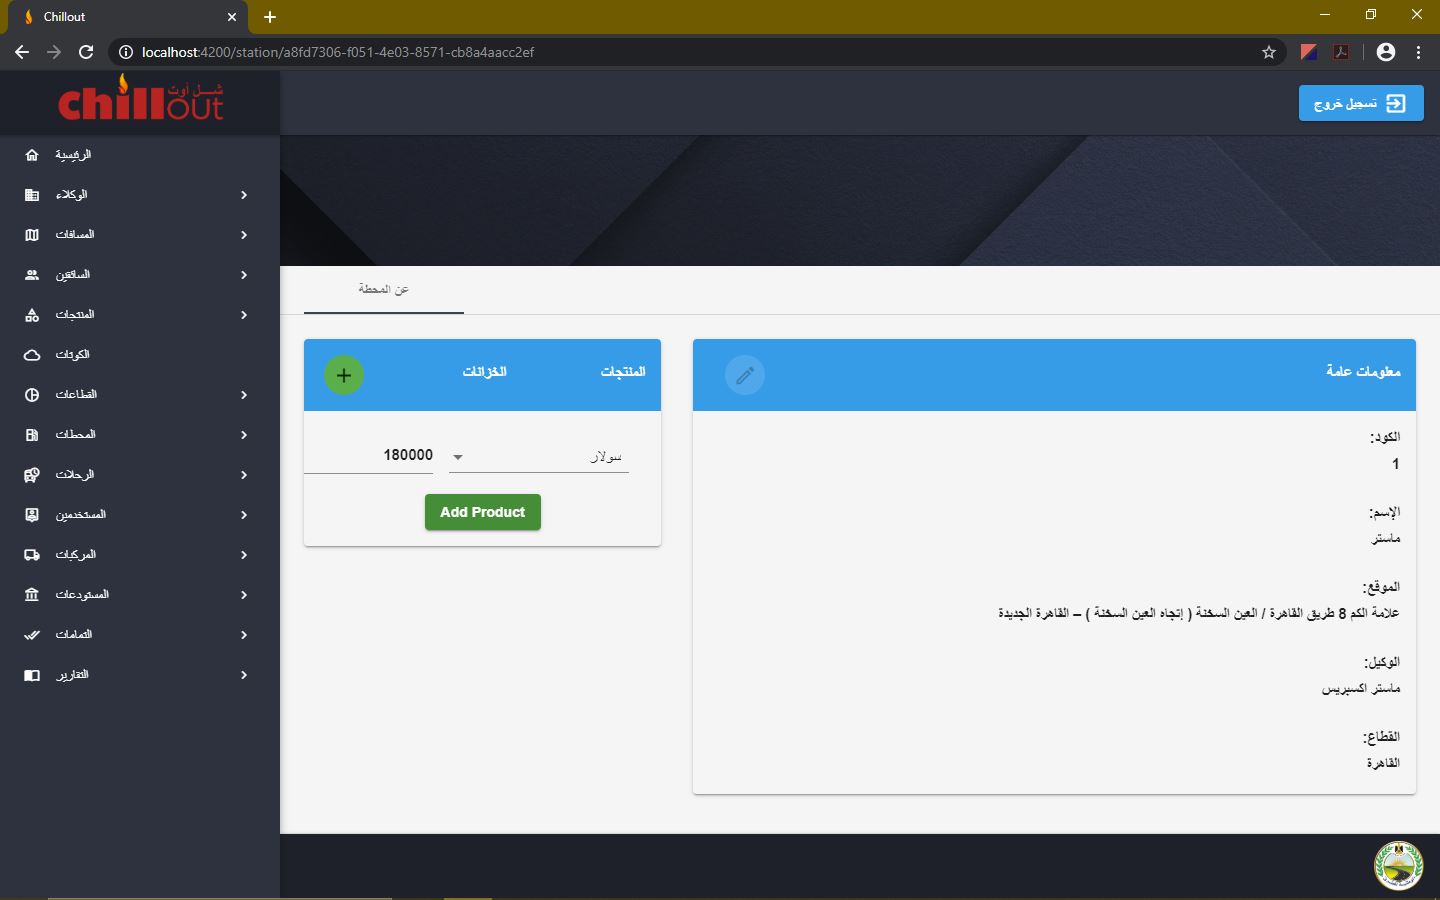 Chillout
localhost:4200/station/a8fd7306-f051-4e03-8571-cb8a4aacc2ef
chillout
شــل أوت
تسجيل خروج
الرئيسية
الوكلاء
المسافات
السائقين
المنتجات
الكوتات
القطاعات
المحطات
الرحلات
المستخدمين
المركبات
المستودعات
التمامات
التقارير
عن المحطة
معلومات عامة
الكود:
1
الإسم:
ماستر
الموقع:
علامة الكم 8 طريق القاهرة / العين السخنة ( إتجاه العين السخنة ) – القاهرة الجديدة
الوكيل:
ماستر اكسبريس
القطاع:
القاهرة
المنتجات الخزانات
سولار 180000
Add Product